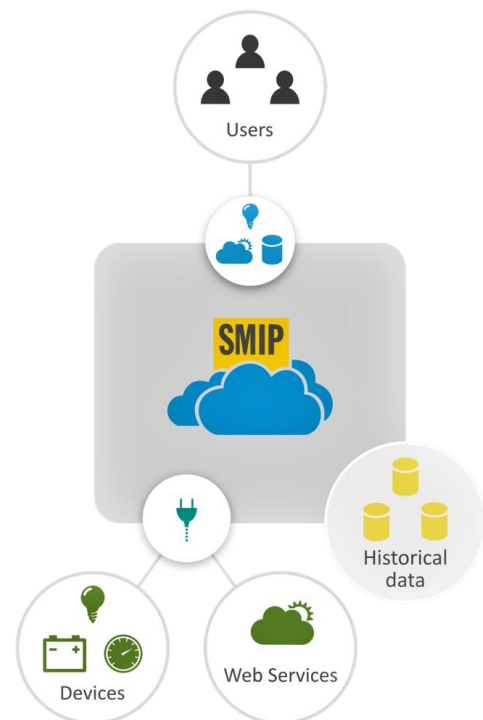 Users
SMIP
Historical
data
Devices
Web Services